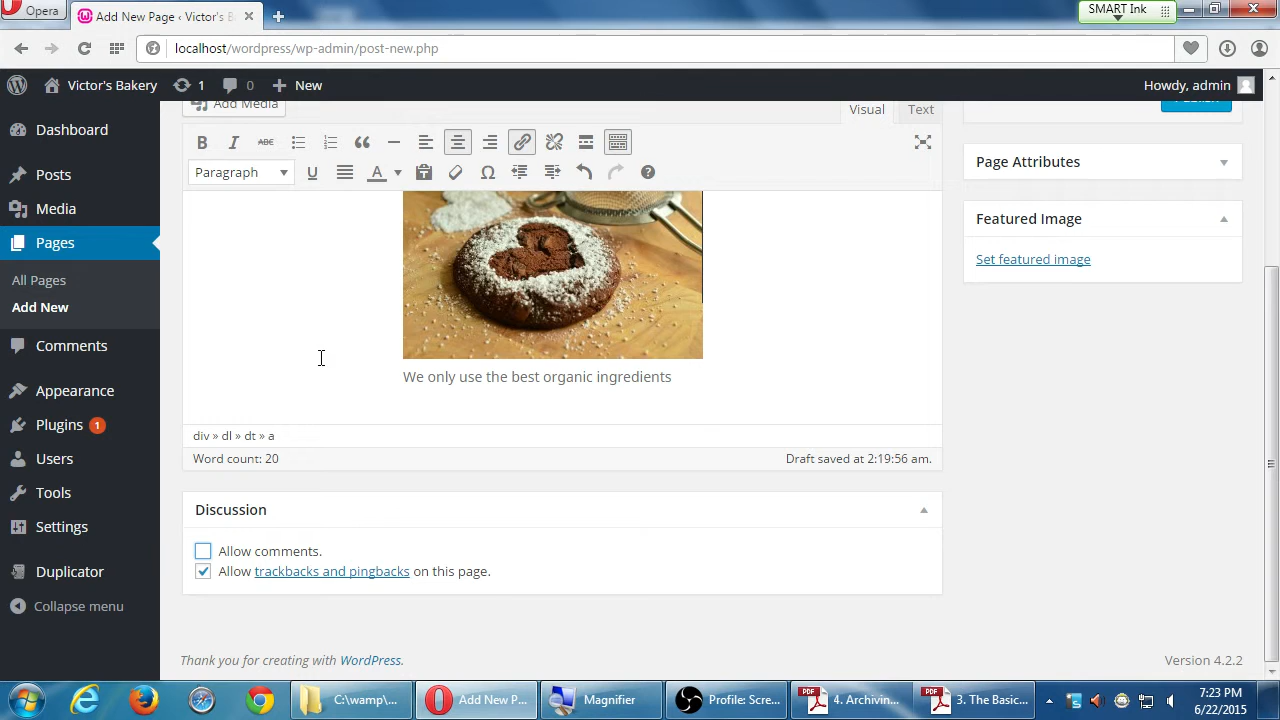 Opera
Add New Page ‹ Victor's B
SMART Ink
localhost/wordpress/wp-admin/post-new.php
Victor's Bakery
1
0
New
Howdy, admin
Dashboard
Posts
Media
Pages
All Pages
Add New
Comments
Appearance
Plugins 1
Users
Tools
Settings
Duplicator
Collapse menu
Add Media
Visual
Text
B I ABC
Paragraph
U
A
Publish
Page Attributes
Featured Image
Set featured image
We only use the best organic ingredients
div » dl » dt » a
Word count: 20
Draft saved at 2:19:56 am.
Discussion
Allow comments.
Allow trackbacks and pingbacks on this page.
Thank you for creating with WordPress.
Version 4.2.2
C:\wamp\...
Add New P...
Magnifier
Profile: Scre...
PDF
4. Archivin...
PDF
3. The Basic...
7:23 PM
6/22/2015